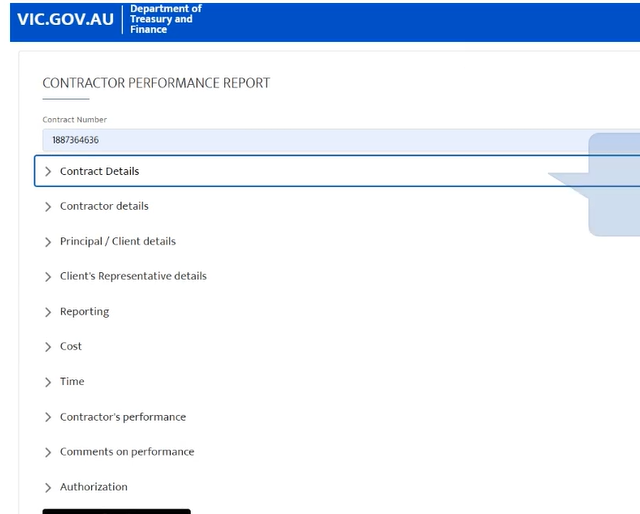 VIC.GOV.AU
Department of
Treasury and
Finance
CONTRACTOR PERFORMANCE REPORT
Contract Number
1887364636
Contract Details
Contractor details
Principal / Client details
Client's Representative details
Reporting
Cost
Time
Contractor's performance
Comments on performance
Authorization